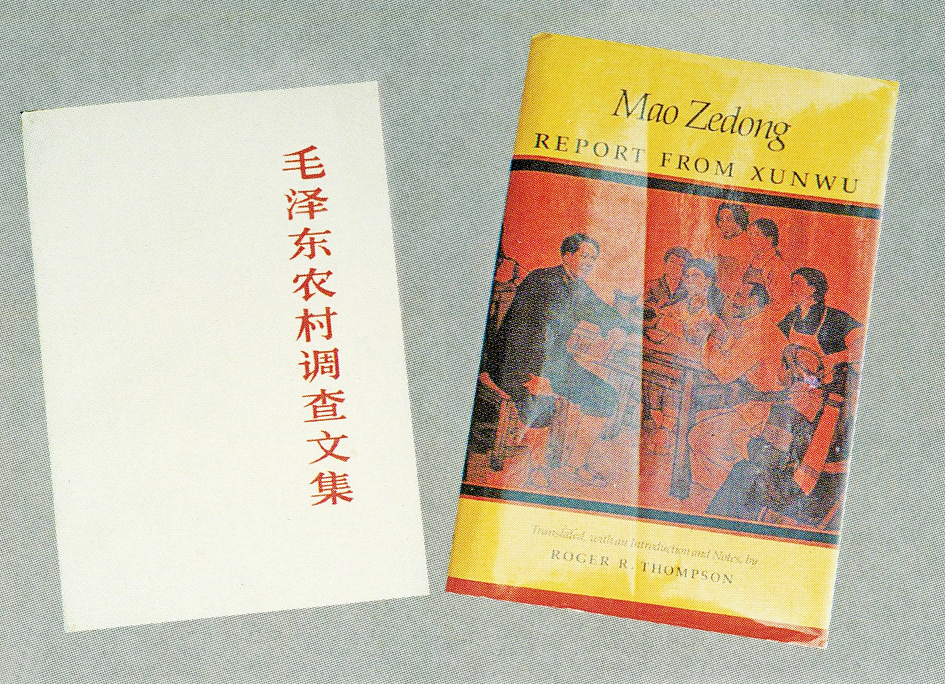 毛泽东农村调查文集
Mao Zedong
REPORT FROM XUNWU
Translated, with an Introduction and Notes, by
ROGER R. THOMPSON